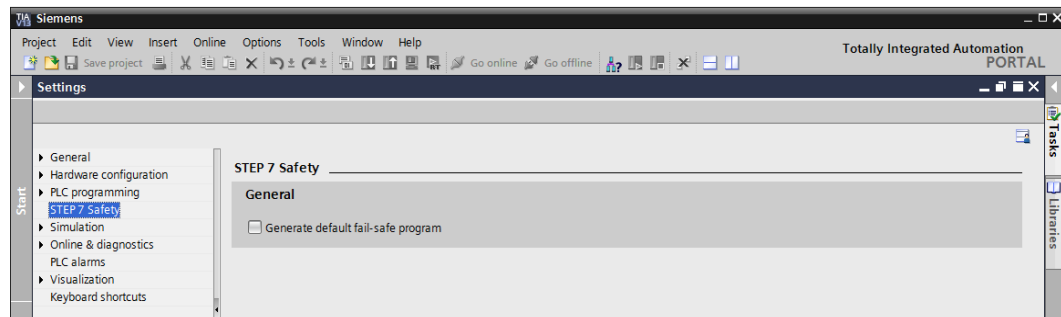 Siemens
Project Edit View Insert Online Options Tools Window Help
Totally Integrated Automation
PORTAL
Save project Go online Go offline
Settings
Tasks
Libraries
Start
General
Hardware configuration
PLC programming
STEP 7 Safety
Simulation
Online & diagnostics
PLC alarms
Visualization
Keyboard shortcuts
STEP 7 Safety
General
Generate default fail-safe program